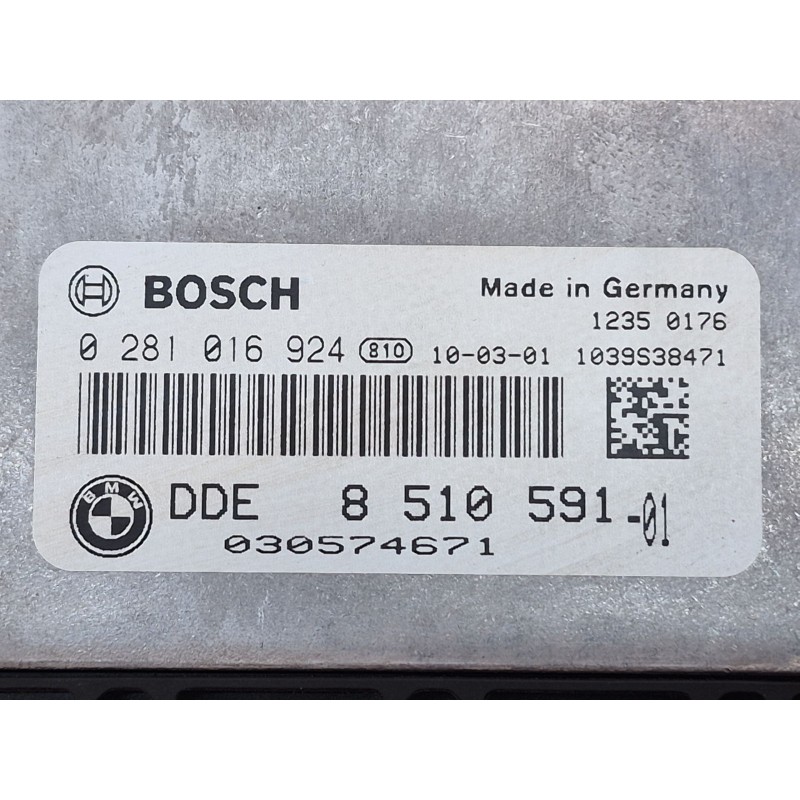 BOSCH Made in Germany
1235 0176
0 281 016 924 810 10-03-01 1039S38471
BMW DDE 8 510 591-01
030574671